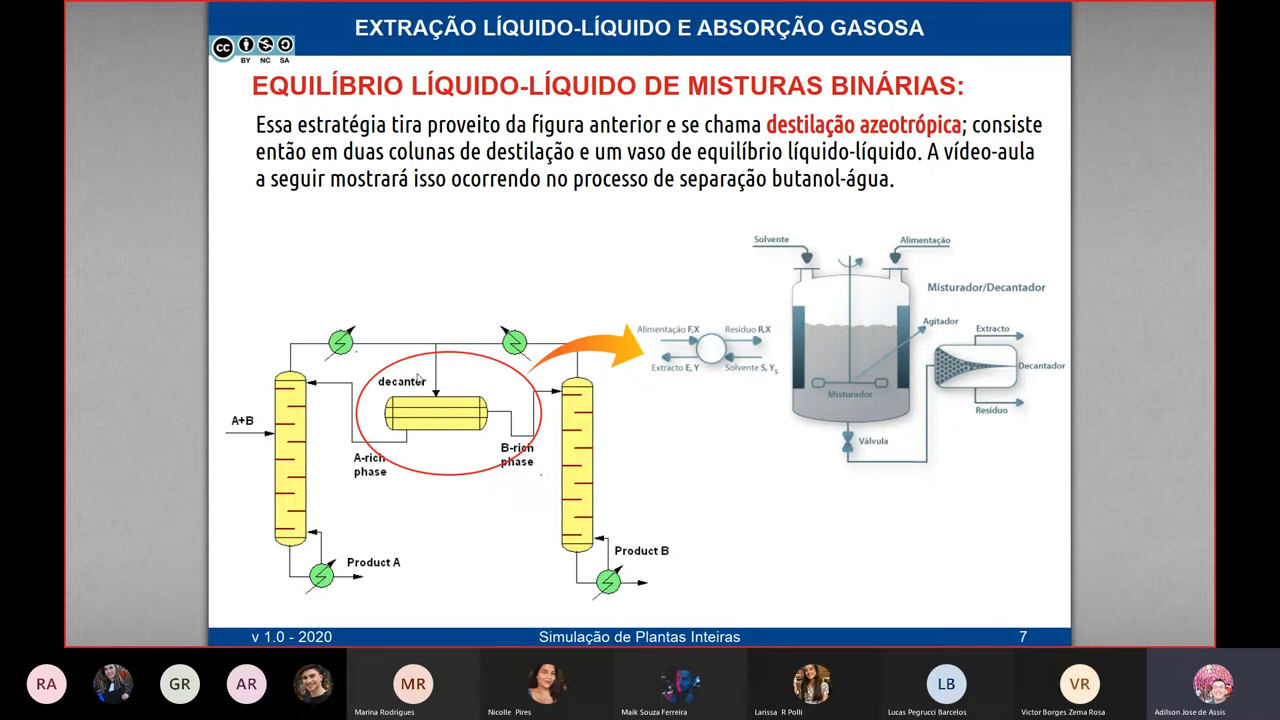 EXTRAÇÃO LÍQUIDO-LÍQUIDO E ABSORÇÃO GASOSA
cc
BY NC SA
EQUILÍBRIO LÍQUIDO-LÍQUIDO DE MISTURAS BINÁRIAS:
Essa estratégia tira proveito da figura anterior e se chama destilação azeotrópica; consiste
então em duas colunas de destilação e um vaso de equilíbrio líquido-líquido. A vídeo-aula
a seguir mostrará isso ocorrendo no processo de separação butanol-água.
Solvente
Alimentação
Misturador/Decantador
Agitador
Extracto
Decantador
Resíduo
Misturador
Válvula
Alimentação F,X
Resíduo R,X
Extracto E, Y
Solvente S, Ys
decanter
A+B
A-rich
phase
B-rich
phase
Product A
Product B
v 1.0 - 2020
Simulação de Plantas Inteiras
7
RA
GR
AR
MR
LB
VR
Marina Rodrigues
Nicolle Pires
Maik Souza Ferreira
Larissa R Polli
Lucas Pegrucci Barcelos
Victor Borges Zema Rosa
Adilson Jose de Assis